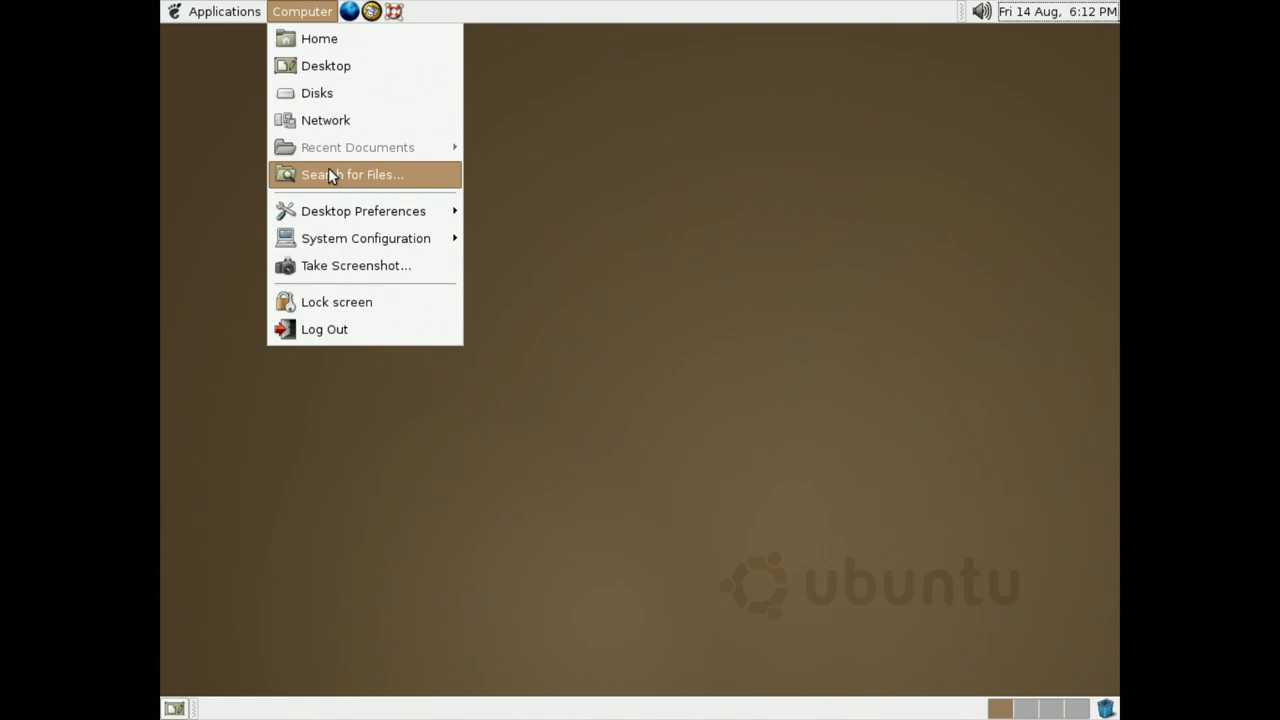 Applications Computer Fri 14 Aug, 6:12 PM
Home
Desktop
Disks
Network
Recent Documents
Search for Files...
Desktop Preferences
System Configuration
Take Screenshot...
Lock screen
Log Out
ubuntu